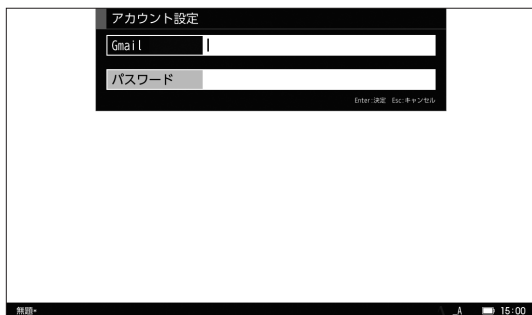 アカウント設定
Gmail
パスワード
Enter:決定 Esc:キャンセル
無題*
_A 15:00